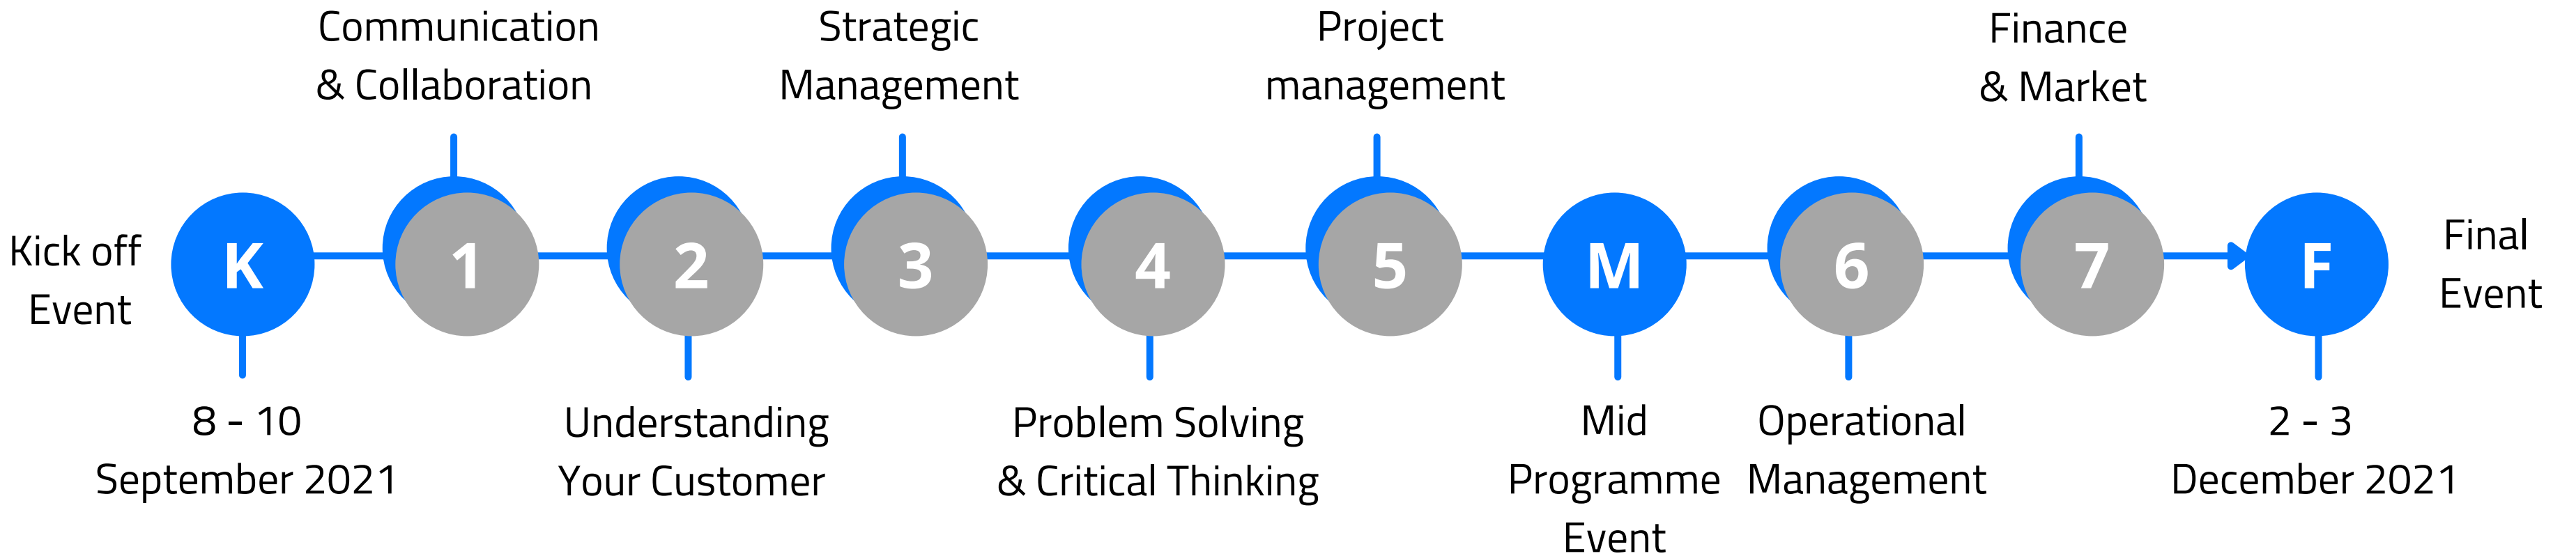 Communication
& Collaboration
Strategic
Management
Project
management
Finance
& Market
Kick off
Event
K
1
2
3
4
5
M
6
7
F
Final
Event
8 - 10
September 2021
Understanding
Your Customer
Problem Solving
& Critical Thinking
Mid
Programme
Event
Operational
Management
2 - 3
December 2021